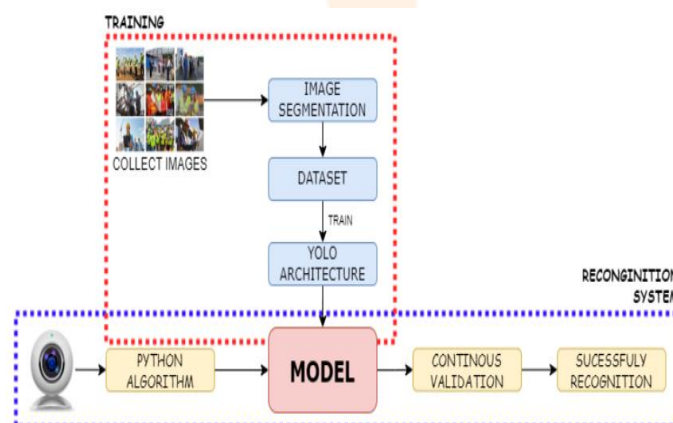 TRAINING
COLLECT IMAGES
IMAGE
SEGMENTATION
DATASET
TRAIN
YOLO
ARCHITECTURE
RECONGINITION
SYSTEM
PYTHON
ALGORITHM
MODEL
CONTINOUS
VALIDATION
SUCESSFULY
RECOGNITION